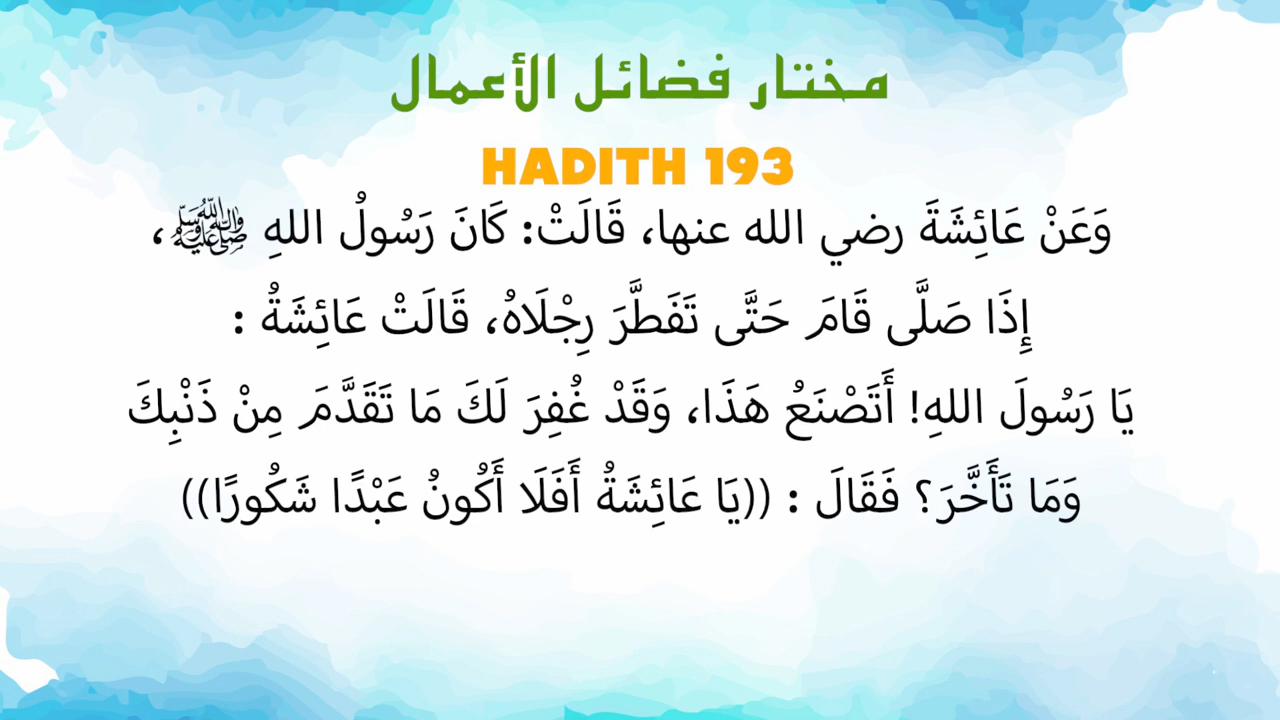 مختار فضائل الأعمال
HADITH 193
وَعَنْ عَائِشَةَ رضي الله عنها، قَالَتْ: كَانَ رَسُولُ اللهِ ﷺ،
إِذَا صَلَّى قَامَ حَتَّى تَفَطَّرَ رِجْلَاهُ، قَالَتْ عَائِشَةُ :
يَا رَسُولَ اللهِ! أَتَصْنَعُ هَذَا، وَقَدْ غُفِرَ لَكَ مَا تَقَدَّمَ مِنْ ذَنْبِكَ
وَمَا تَأَخَّرَ؟ فَقَالَ : ((يَا عَائِشَةُ أَفَلَا أَكُونُ عَبْدًا شَكُورًا))